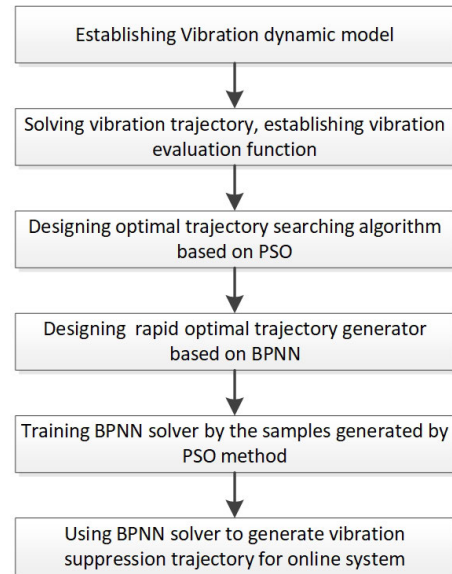 Establishing Vibration dynamic model
Solving vibration trajectory, establishing vibration
evaluation function
Designing optimal trajectory searching algorithm
based on PSO
Designing rapid optimal trajectory generator
based on BPNN
Training BPNN solver by the samples generated by
PSO method
Using BPNN solver to generate vibration
suppression trajectory for online system